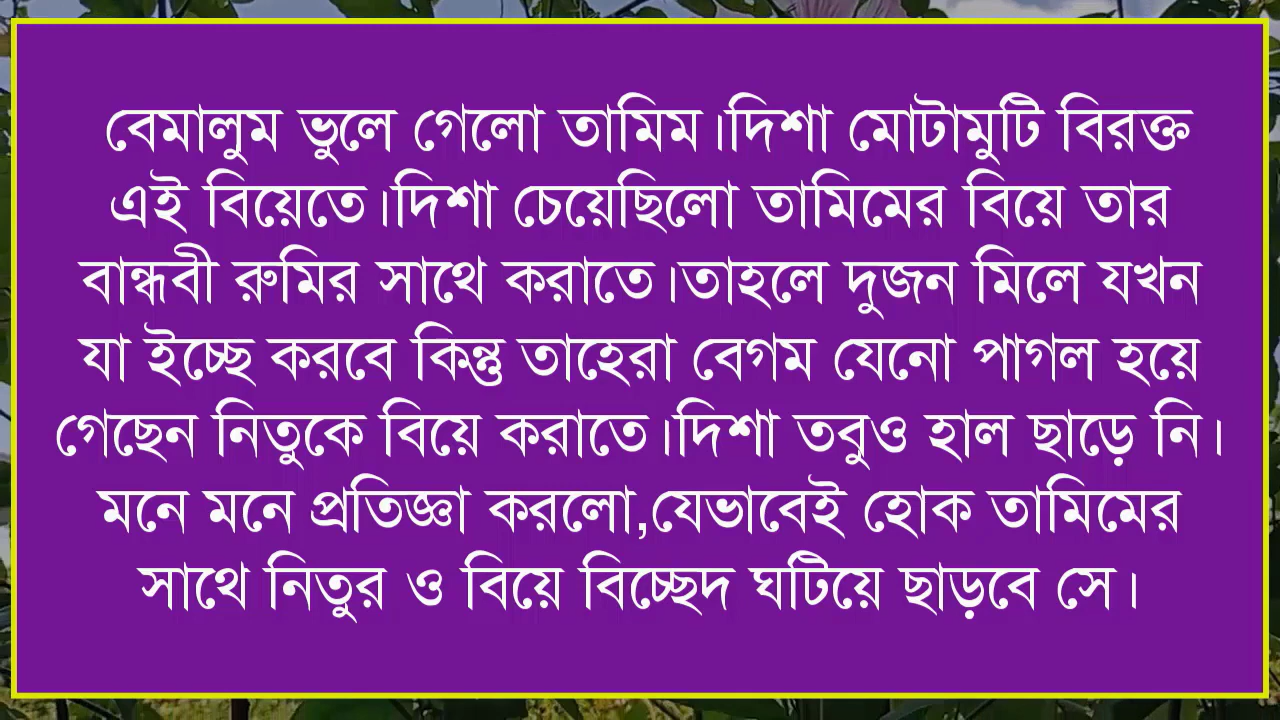 বেমালুম ভুলে গেলো তামিম।দিশা মোটামুটি বিরক্ত
এই বিয়েতে।দিশা চেয়েছিলো তামিমের বিয়ে তার
বান্ধবী রুমির সাথে করাতে।তাহলে দুজন মিলে যখন
যা ইচ্ছে করবে কিন্তু তাহেরা বেগম যেনো পাগল হয়ে
গেছেন নিতুকে বিয়ে করাতে।দিশা তবুও হাল ছাড়ে নি।
মনে মনে প্রতিজ্ঞা করলো,যেভাবেই হোক তামিমের
সাথে নিতুর ও বিয়ে বিচ্ছেদ ঘটিয়ে ছাড়বে সে।